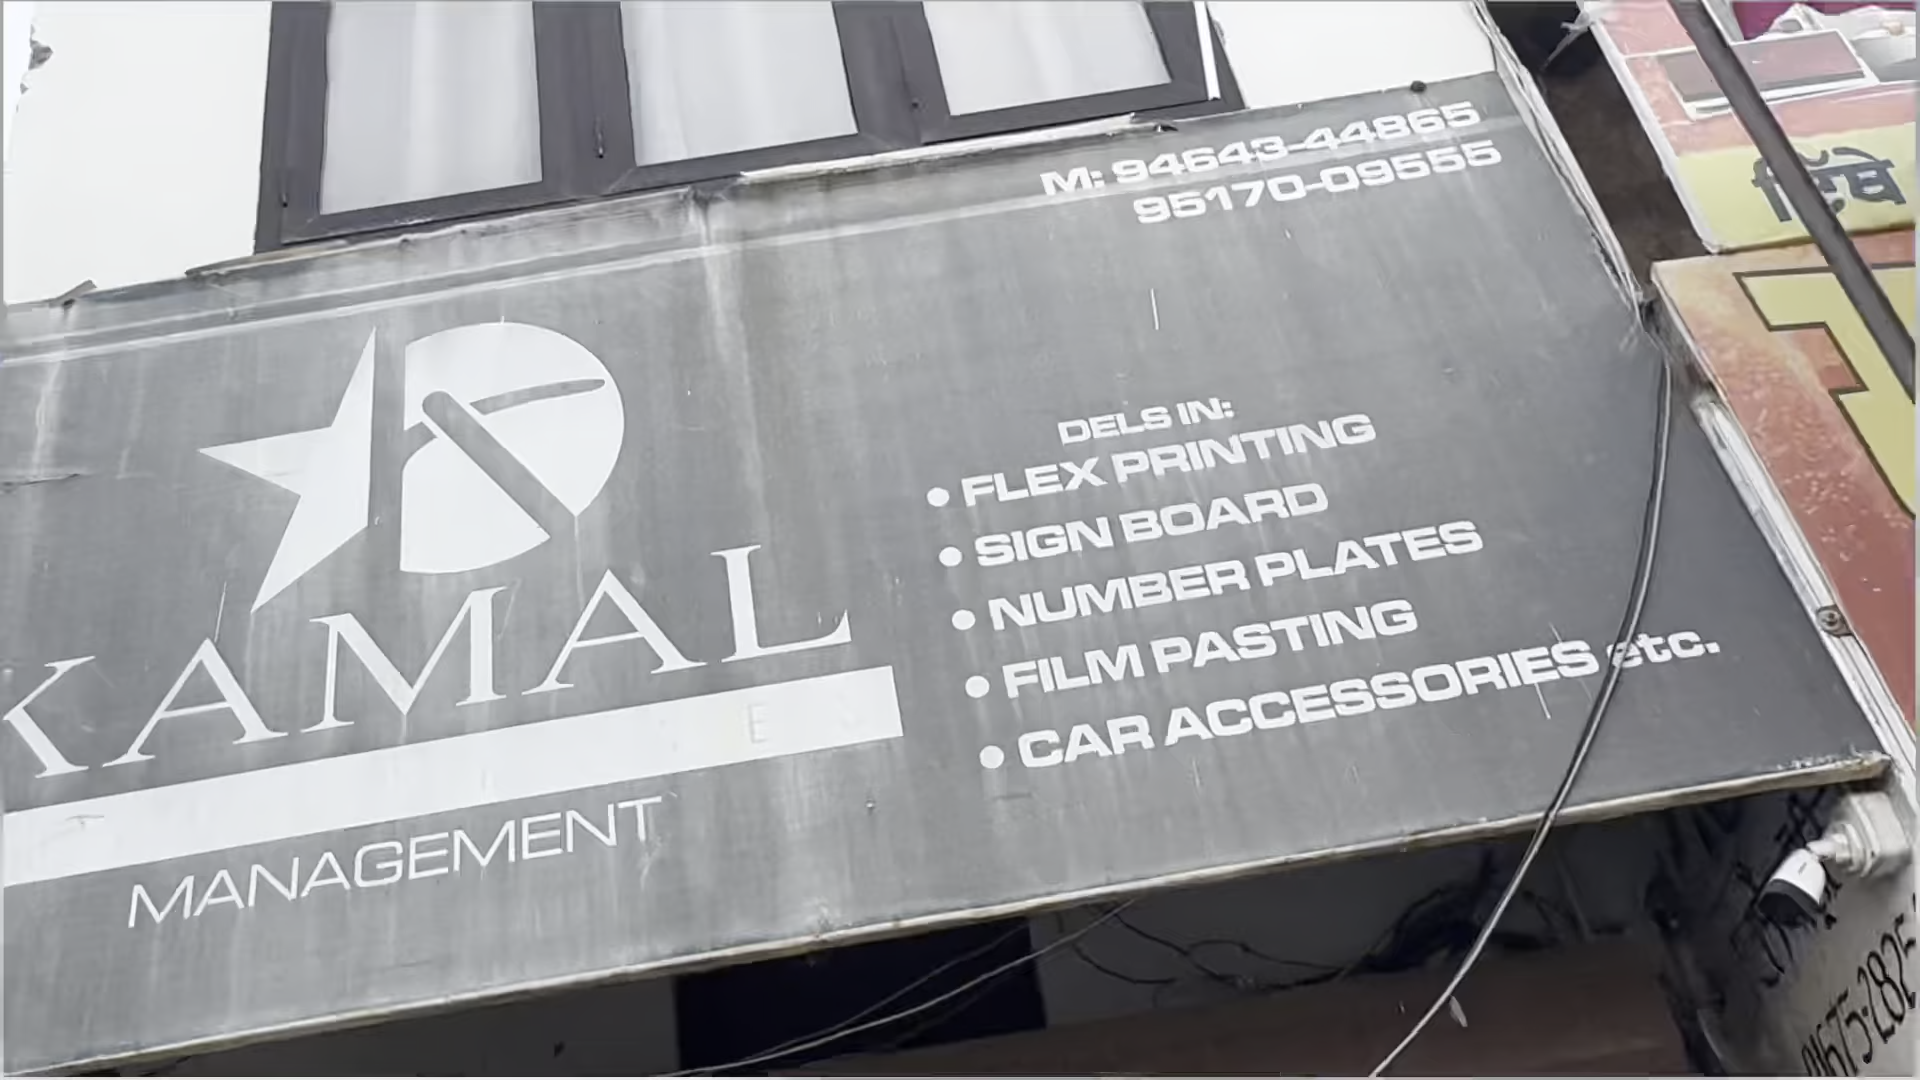 M: 94643-44865
95170-09555
KAMAL
MANAGEMENT
DELS IN:
• FLEX PRINTING
• SIGN BOARD
• NUMBER PLATES
• FILM PASTING
• CAR ACCESSORIES etc.